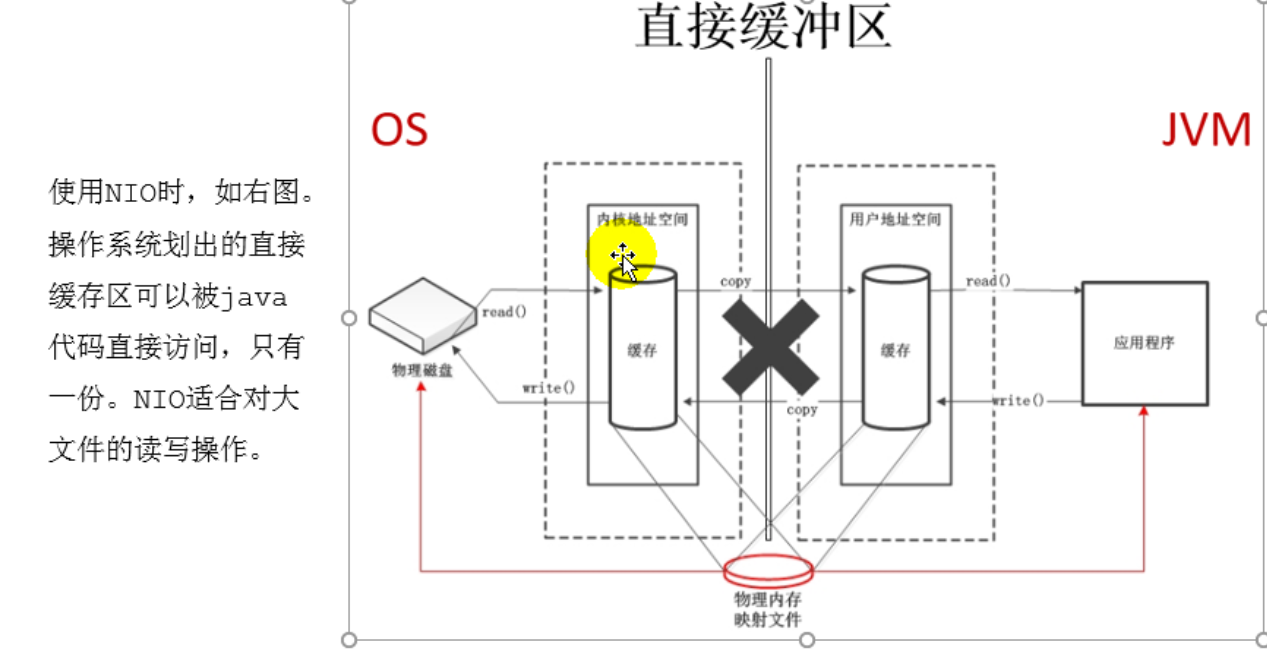 直接缓冲区
OS
JVM
使用NIO时，如右图。
操作系统划出的直接
缓存区可以被java
代码直接访问，只有
一份。NIO适合对大
文件的读写操作。
内核地址空间
用户地址空间
copy
read()
read()
缓存
缓存
应用程序
物理磁盘
write()
copy
write()
物理内存
映射文件